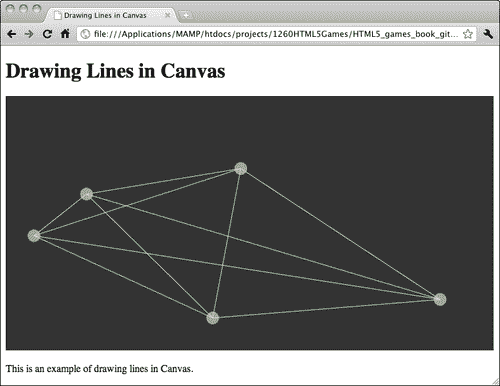 Drawing Lines in Canvas
file:///Applications/MAMP/htdocs/projects/1260HTML5Games/HTML5_games_book_git...
Drawing Lines in Canvas
This is an example of drawing lines in Canvas.